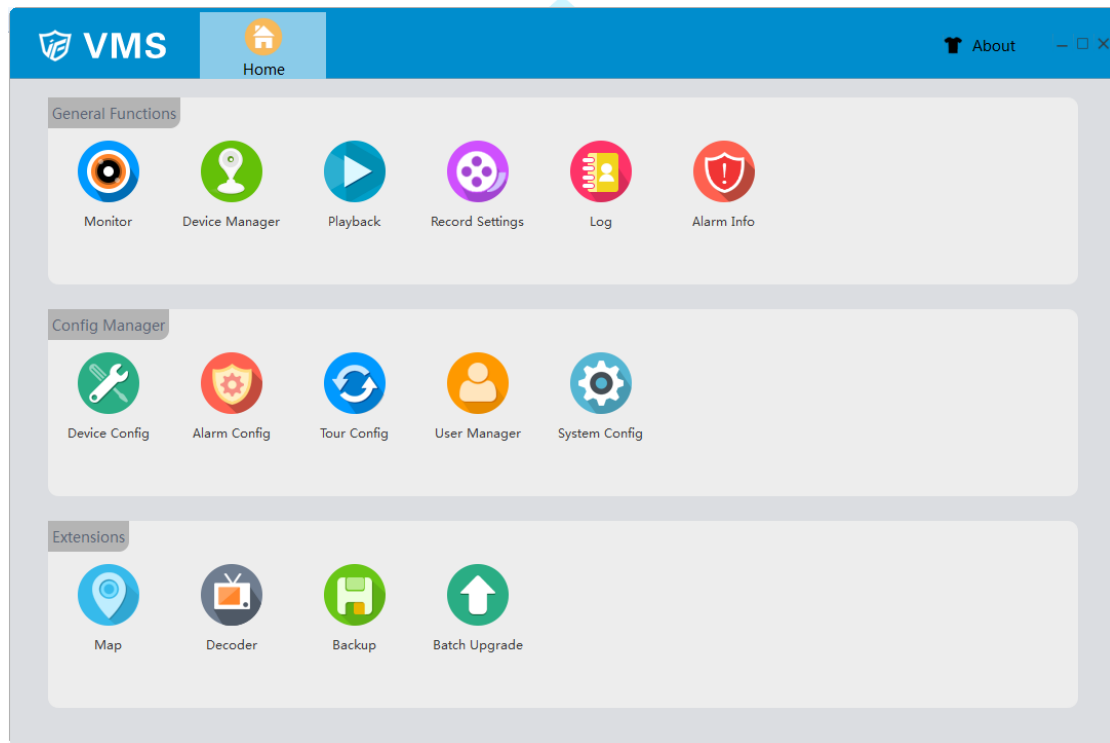 VMS
Home
About
General Functions
Monitor
Device Manager
Playback
Record Settings
Log
Alarm Info
Config Manager
Device Config
Alarm Config
Tour Config
User Manager
System Config
Extensions
Map
Decoder
Backup
Batch Upgrade